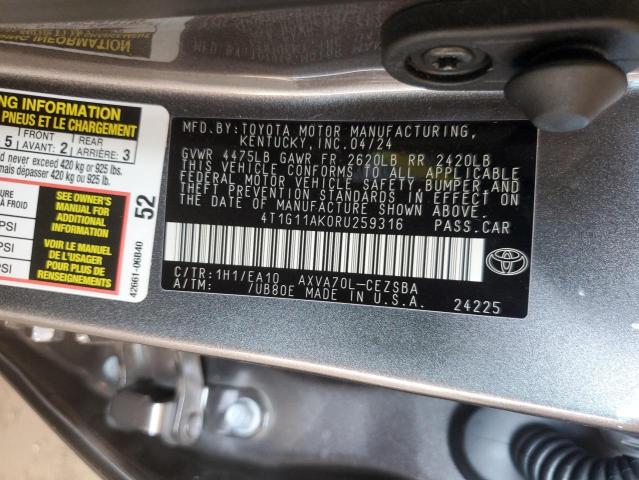 NG INFORMATION
PNEUS ET LE CHARGEMENT
5 FRONT AVANT: 2 REAR ARRIÈRE: 3
d never exceed 420 kg or 925 lbs.
mais dépasser 420 kg ou 925 lb.
À FROID
PSI
PSI
SEE OWNER'S
MANUAL FOR
ADDITIONAL
INFORMATION
VOIR LE MANUEL
DE
POUR PLUS DE
RENSEIGNEMENTS
52
42661-06B40
MFD.BY: TOYOTA MOTOR MANUFACTURING,
KENTUCKY, INC. 04/24
GVWR 4475LB GAWR FR 2620LB RR 2420LB
THIS VEHICLE CONFORMS TO ALL APPLICABLE
FEDERAL MOTOR VEHICLE SAFETY, BUMPER, AND
THEFT PREVENTION STANDARDS IN EFFECT ON
THE DATE OF MANUFACTURE SHOWN ABOVE.
4T1G11AK0RU259316 PASS.CAR
C/TR: 1H1/EA10 AXVA70L-CEZSBA
A/TM: /UB80E MADE IN U.S.A.
24225